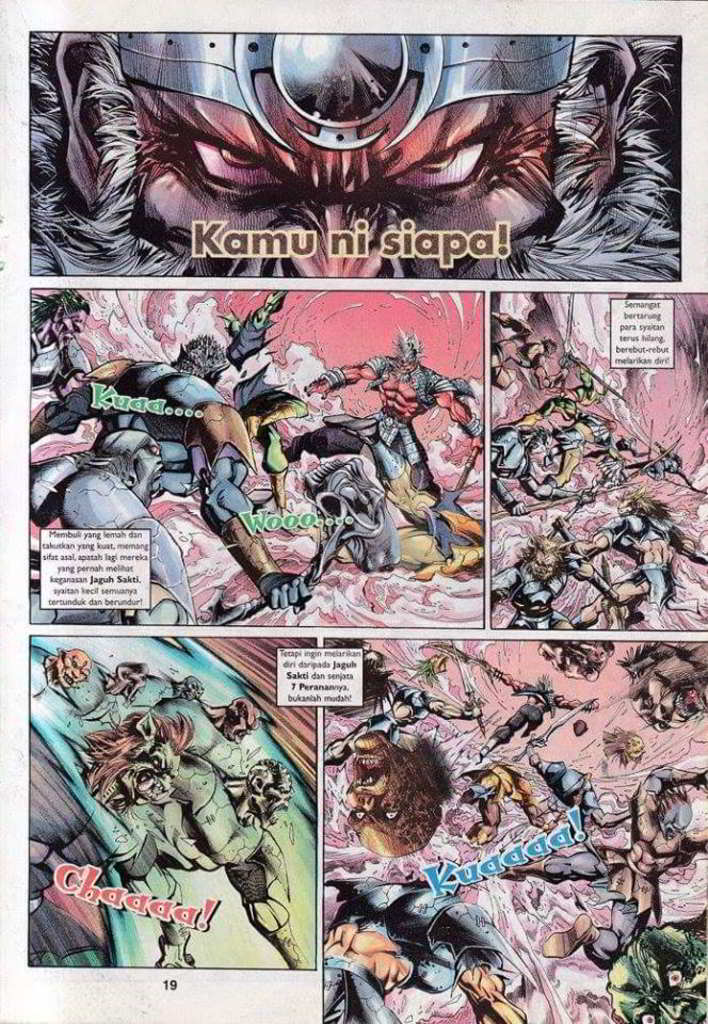 Kamu ni siapa!
Kuaa....
Wooo....
Membuli yang lemah dan
takutkan yang kuat, memang
sifat asal, apatah lagi mereka
yang pernah melihat
keganasan Jaguh Sakti,
syaitan kecil semuanya
tertunduk dan berundur!
Semangat
bertarung
para syaitan
terus hilang,
berebut-rebut
melarikan diri!
Tetapi ingin melarikan
diri daripada Jaguh
Sakti dan senjata
7 Peranannya,
bukanlah mudah!
Chaaaa!
Kuaaaa!
19